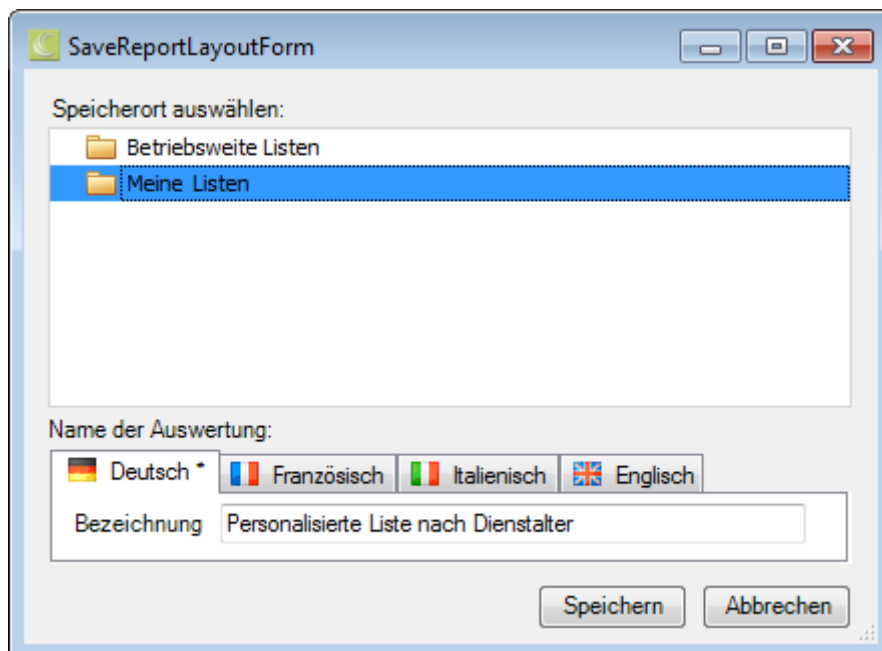 SaveReportLayoutForm
Speicherort auswählen:
Betriebsweite Listen
Meine Listen
Name der Auswertung:
Deutsch * Französisch Italienisch Englisch
Bezeichnung Personalisierte Liste nach Dienstalter
Speichern Abbrechen